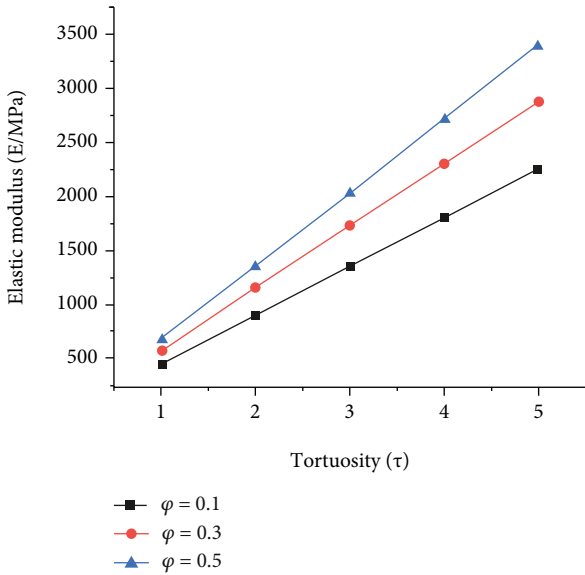 Elastic modulus (E/MPa)
3500
3000
2500
2000
1500
1000
500
1 2 3 4 5
Tortuosity (τ)
φ = 0.1
φ = 0.3
φ = 0.5